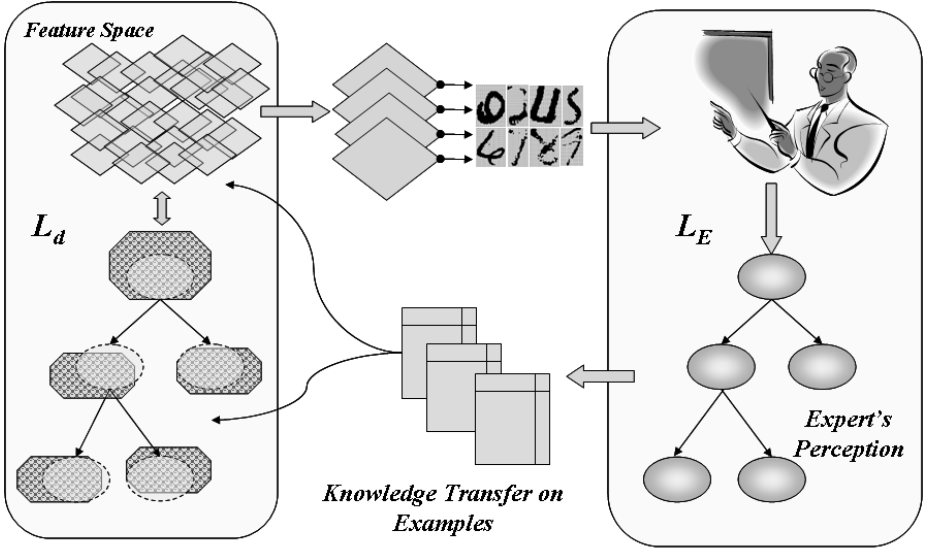 Feature Space
L_d
L_E
Expert's
Perception
Knowledge Transfer on
Examples